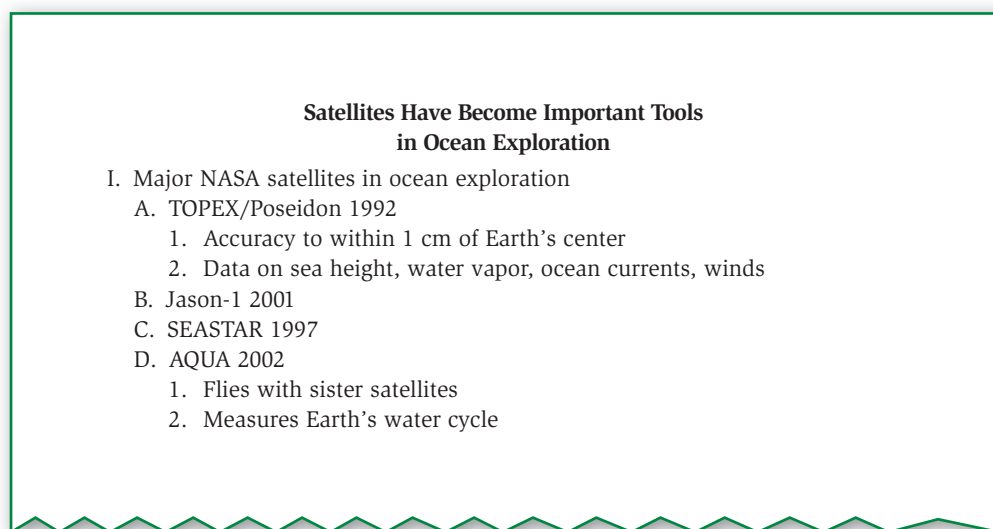 Satellites Have Become Important Tools
in Ocean Exploration
I. Major NASA satellites in ocean exploration
A. TOPEX/Poseidon 1992
1. Accuracy to within 1 cm of Earth’s center
2. Data on sea height, water vapor, ocean currents, winds
B. Jason-1 2001
C. SEASTAR 1997
D. AQUA 2002
1. Flies with sister satellites
2. Measures Earth’s water cycle